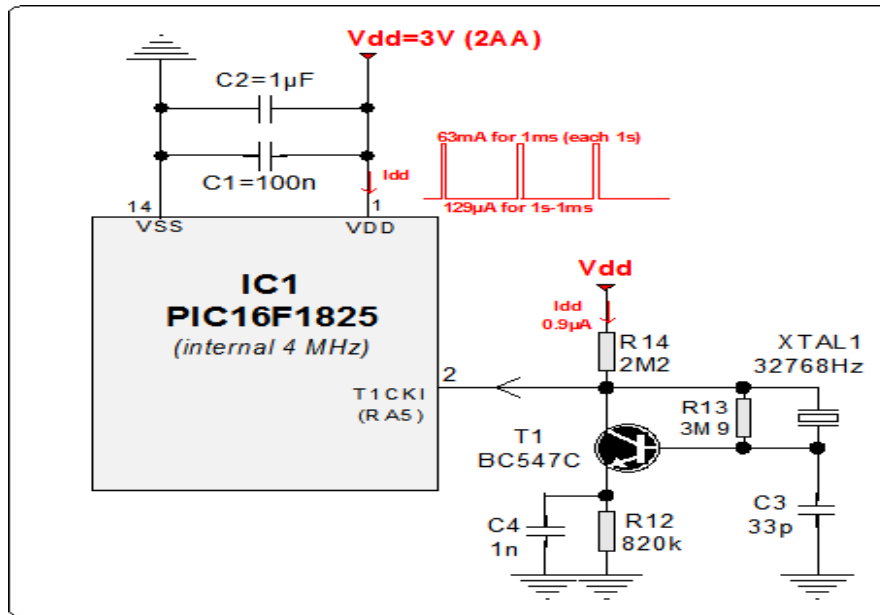 Vdd=3V (2AA)
C2=1µF
63mA for 1ms (each 1s)
C1=100n
Idd
129µA for 1s-1ms
14
1
VSS
VDD
Vdd
IC1
PIC16F1825
(internal 4 MHz)
Idd
0.9µA
R14
2M2
XTAL1
32768Hz
2
T1CKI
(RA5)
R13
3M9
T1
BC547C
C3
33p
C4
1n
R12
820k